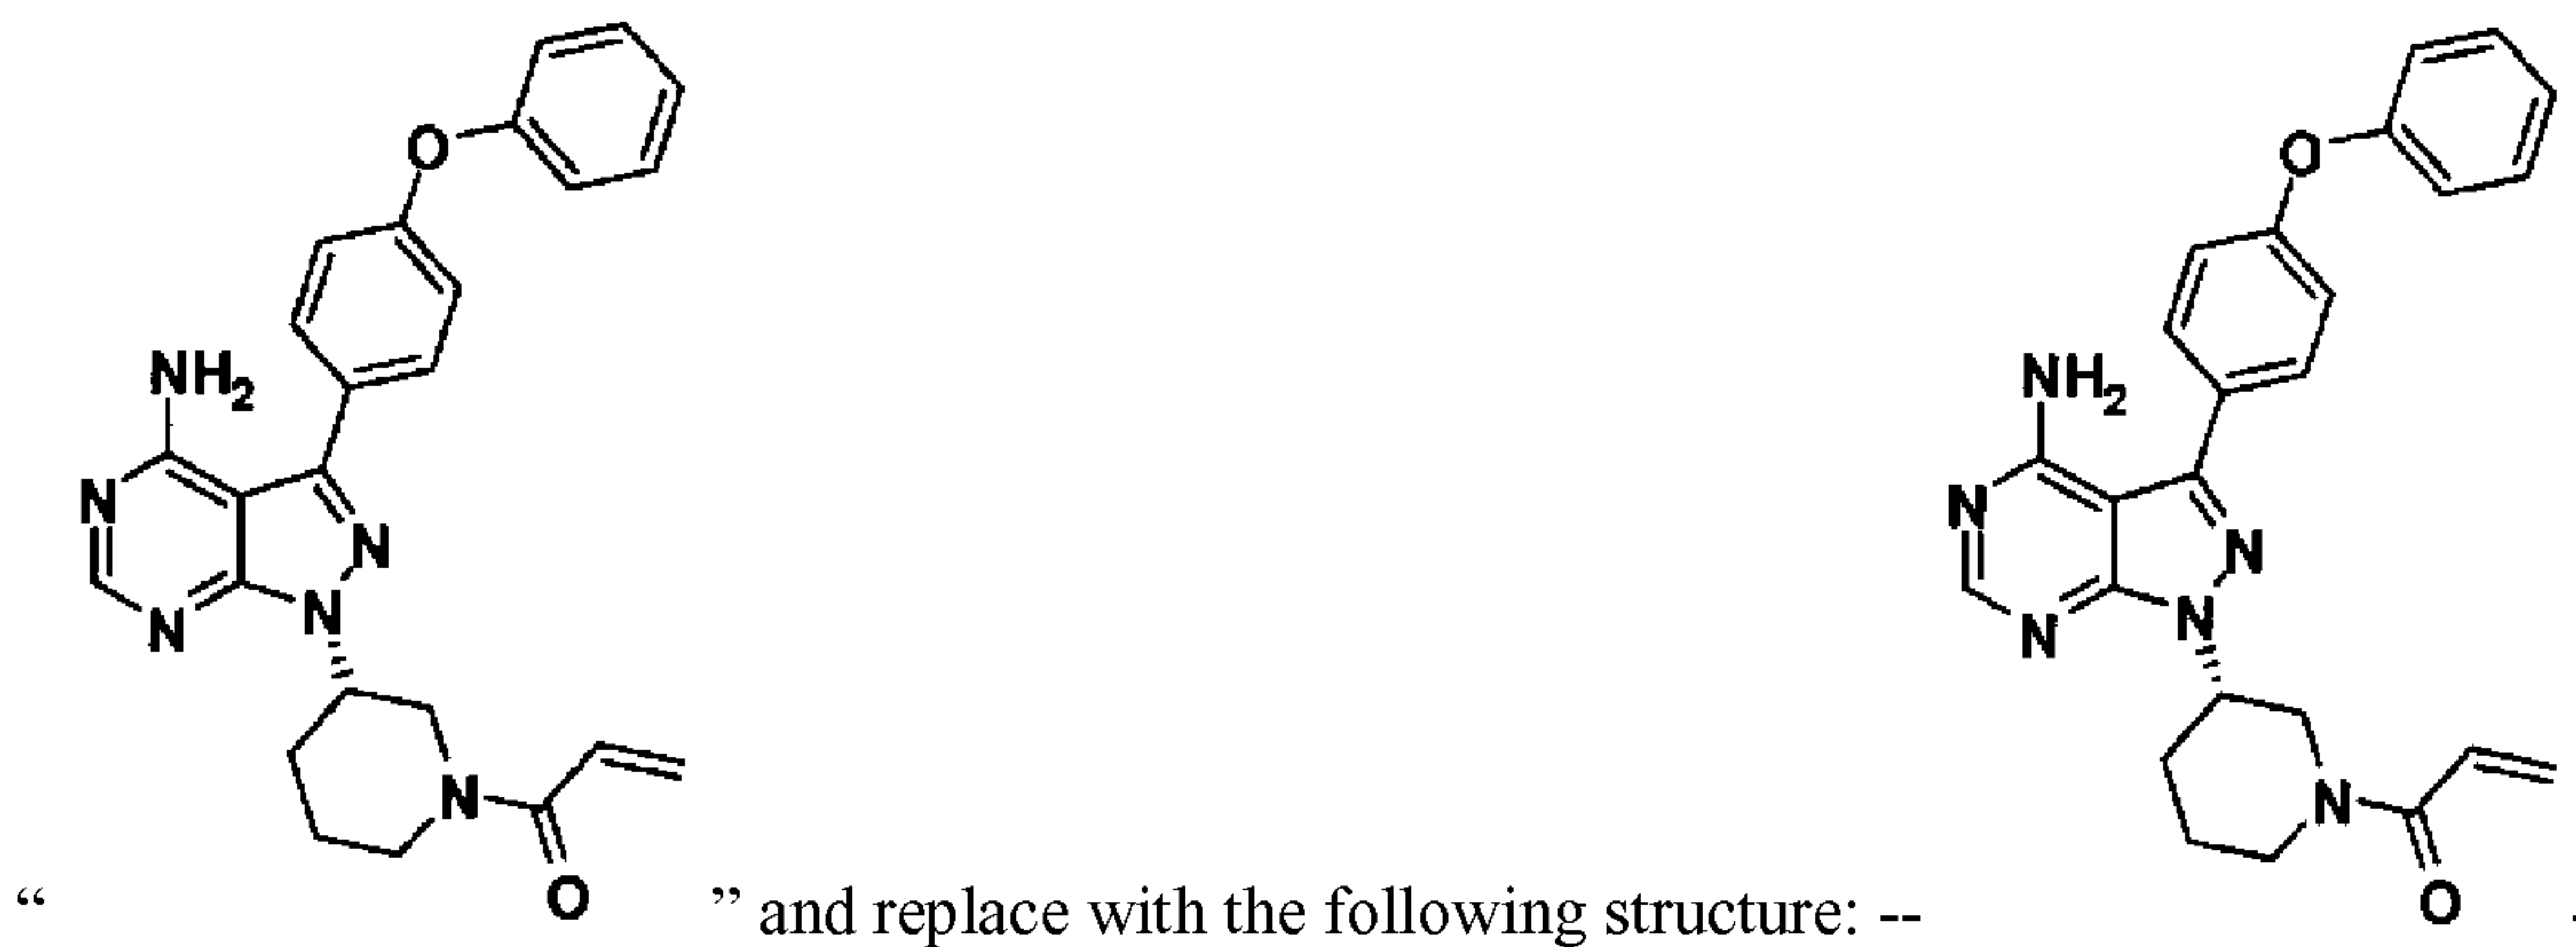 O O
NH2 NH2
N N
N N
N N
N N
N N
“ O ” and replace with the following structure: -- O -